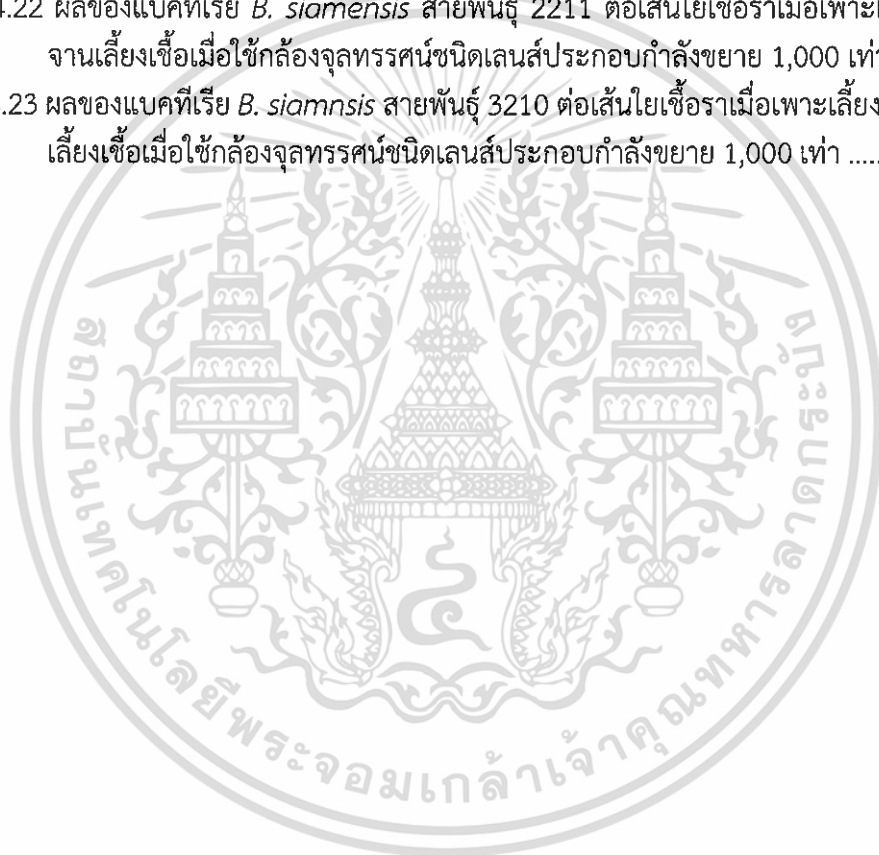 4.22 ผลของแบคทีเรีย B. siamensis สายพันธุ์ 2211 ต่อเส้นใยเชื้อราเมื่อเพาะเ
จานเลี้ยงเชื้อเมื่อใช้กล้องจุลทรรศน์ชนิดเลนส์ประกอบกำลังขยาย 1,000 เท่า
.23 ผลของแบคทีเรีย B. siamnsis สายพันธุ์ 3210 ต่อเส้นใยเชื้อราเมื่อเพาะเลี้ยง
เลี้ยงเชื้อเมื่อใช้กล้องจุลทรรศน์ชนิดเลนส์ประกอบกำลังขยาย 1,000 เท่า .....
สถาบันเทคโนโลยีพระจอมเกล้าเจ้าคุณทหารลาดกระบัง